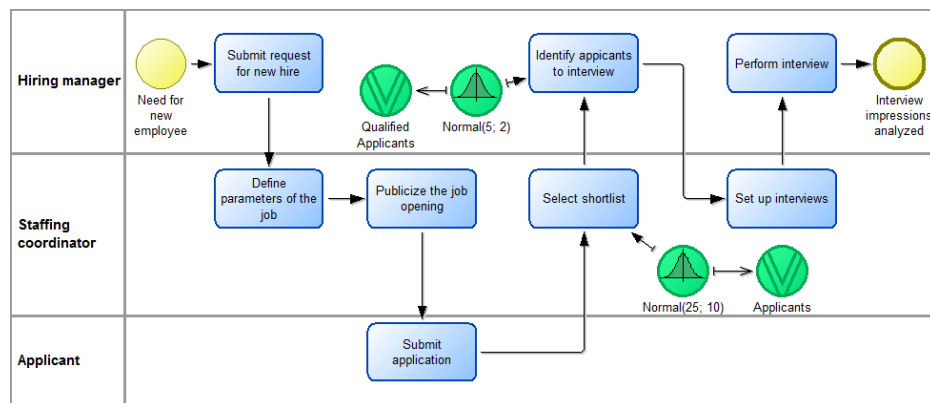 Hiring manager
Need for
new
employee
Submit request
for new hire
Qualified
Applicants
Normal(5; 2)
Identify appicants
to interview
Perform interview
Interview
impressions
analyzed
Staffing
coordinator
Define
parameters of the
job
Publicize the job
opening
Select shortlist
Set up interviews
Normal(25; 10)
Applicants
Applicant
Submit
application